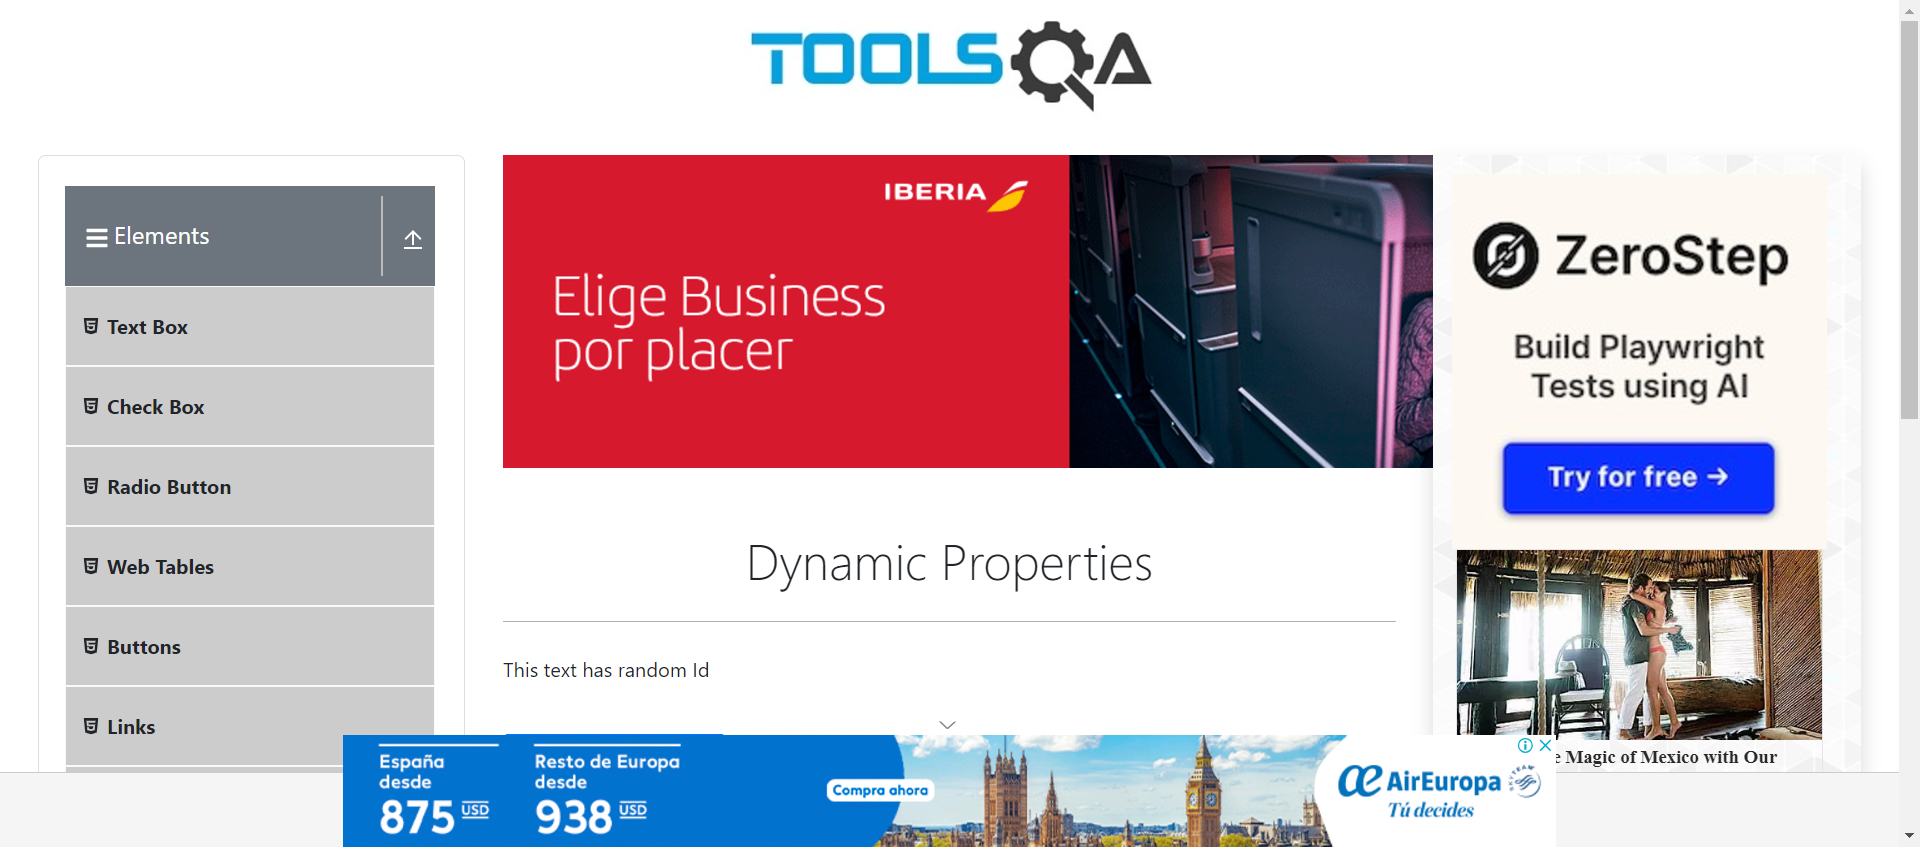 TOOLSQA
Elements
Text Box
Check Box
Radio Button
Web Tables
Buttons
Links
IBERIA
Elige Business
por placer
Dynamic Properties
This text has random Id
ZeroStep
Build Playwright
Tests using AI
Try for free →
e Magic of Mexico with Our
España
desde
875 USD
Resto de Europa
desde
938 USD
Compra ahora
AirEuropa
Tú decides